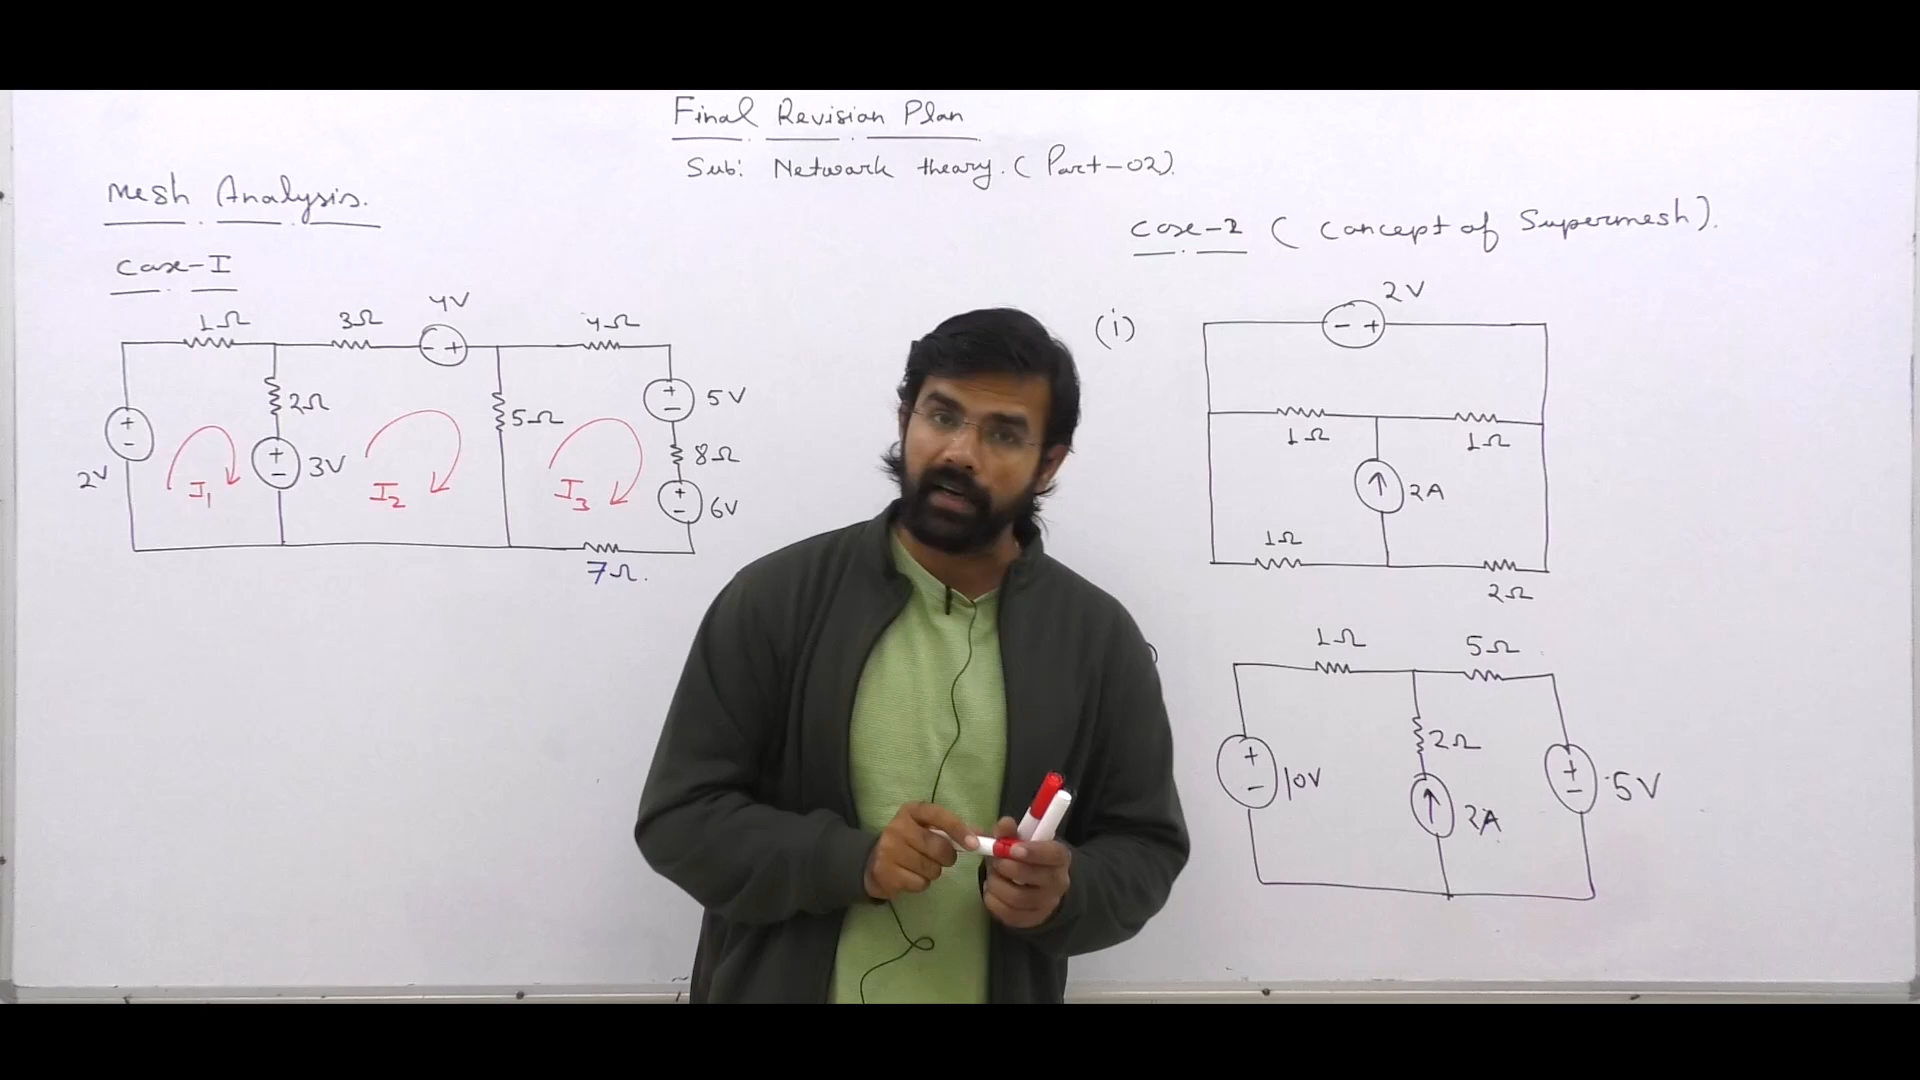 Final Revision Plan
Sub: Network theory. (Part-02).
Mesh Analysis.
Case-I
1Ω 3Ω 4V 4Ω
2Ω 5Ω 5V
8Ω
2V 3V 6V
I1 I2 I3
7Ω.
Case-2 (Concept of Supermesh).
(i) 2V
1Ω 1Ω
2A
1Ω
2Ω
1Ω 5Ω
2Ω
10V 5V
2A